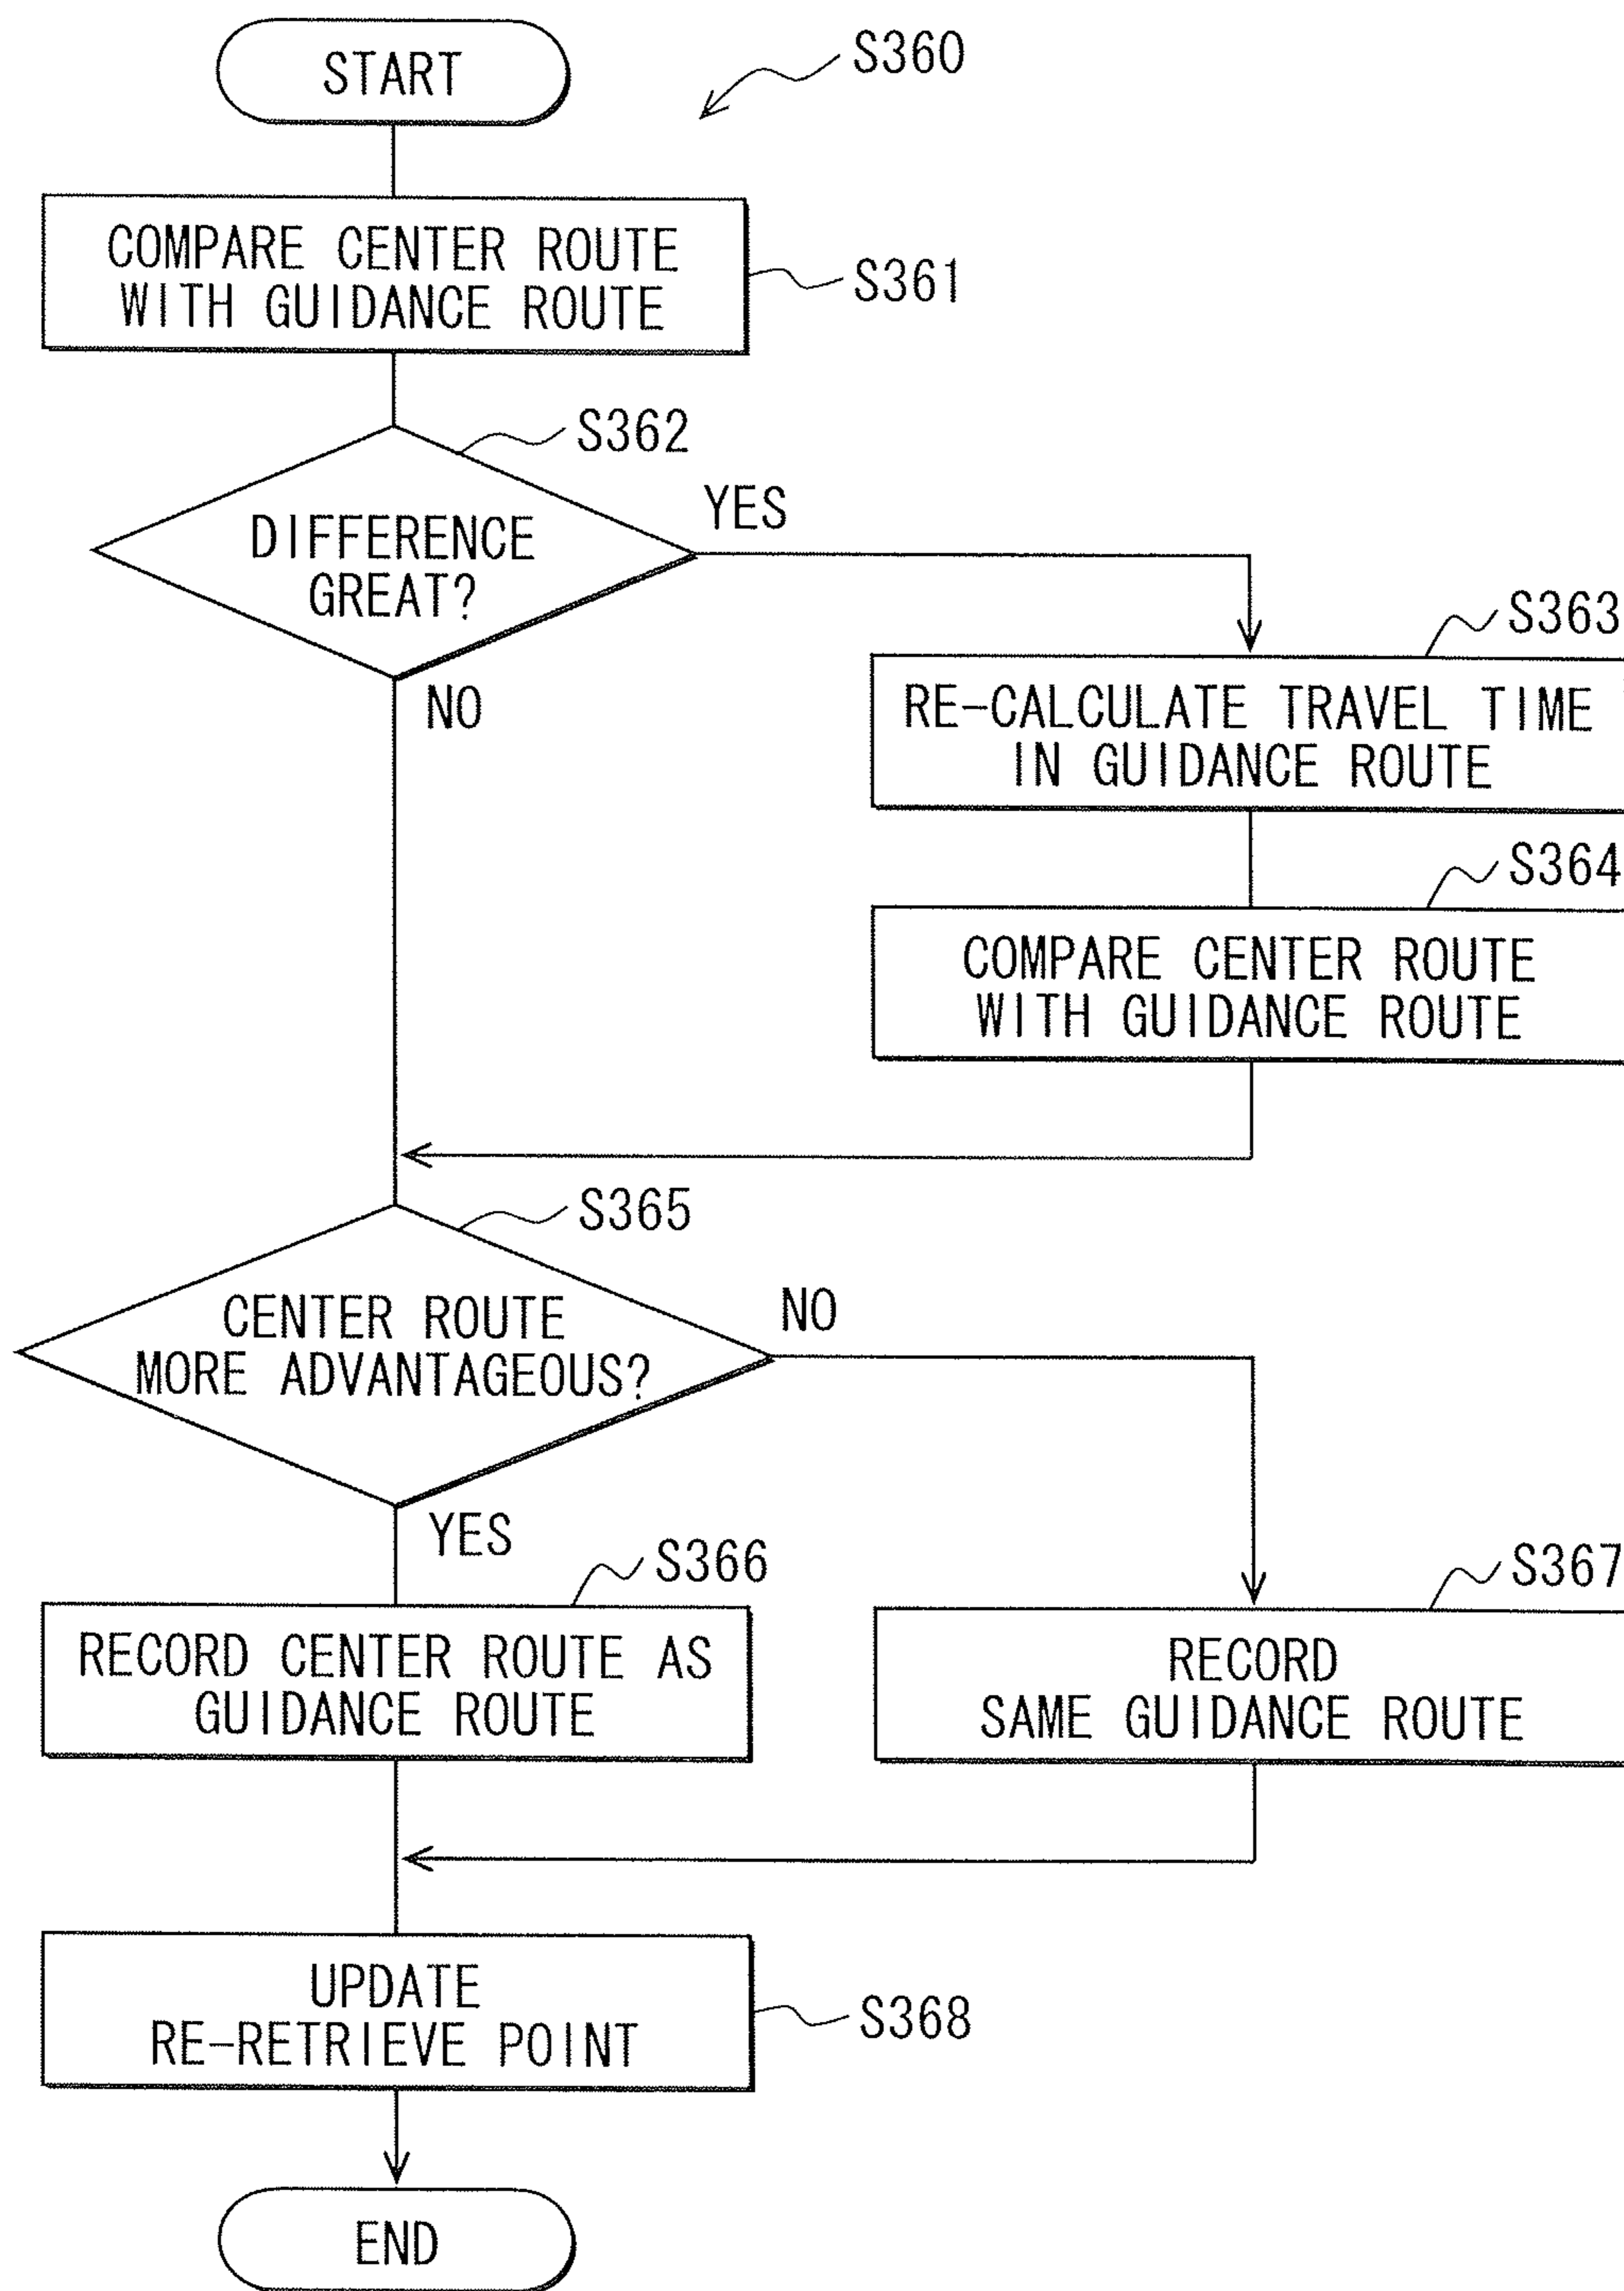 START
S360
COMPARE CENTER ROUTE
WITH GUIDANCE ROUTE
S361
S362
DIFFERENCE
GREAT?
YES
NO
S363
RE-CALCULATE TRAVEL TIME
IN GUIDANCE ROUTE
S364
COMPARE CENTER ROUTE
WITH GUIDANCE ROUTE
S365
CENTER ROUTE
MORE ADVANTAGEOUS?
NO
YES
S366
RECORD CENTER ROUTE AS
GUIDANCE ROUTE
S367
RECORD
SAME GUIDANCE ROUTE
UPDATE
RE-RETRIEVE POINT
S368
END